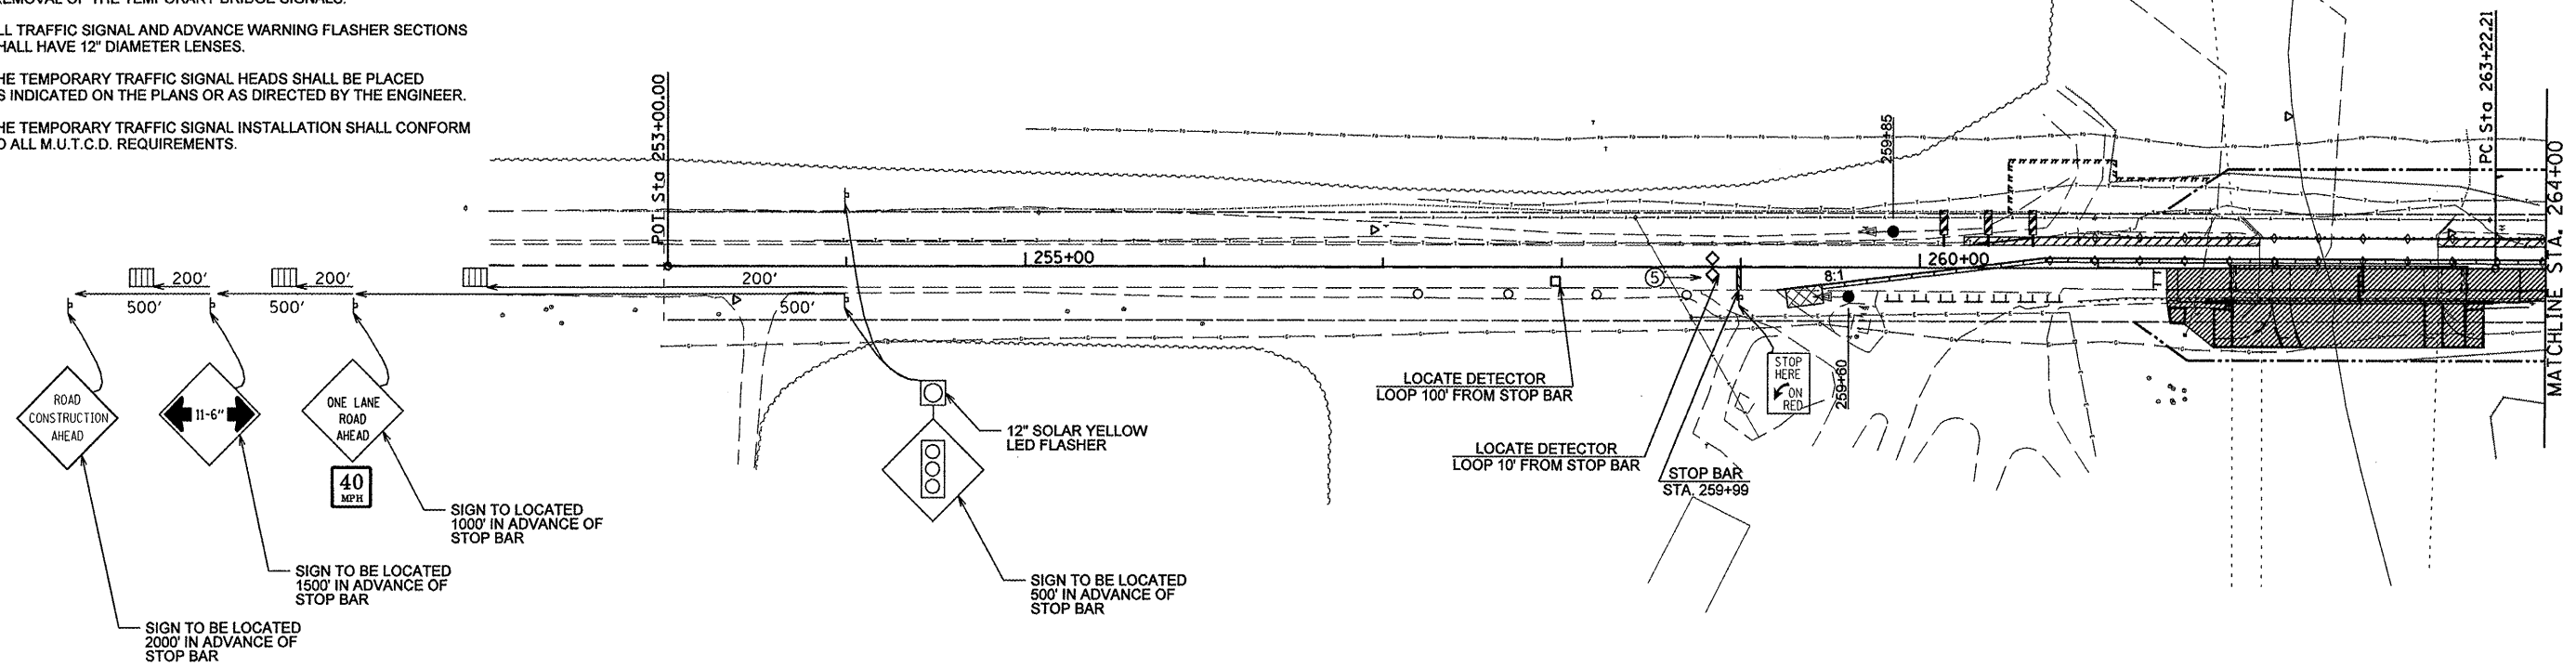 REMOVAL OF THE TEMPORARY BRIDGE SIGNALS.
LL TRAFFIC SIGNAL AND ADVANCE WARNING FLASHER SECTIONS
HALL HAVE 12" DIAMETER LENSES.
HE TEMPORARY TRAFFIC SIGNAL HEADS SHALL BE PLACED
S INDICATED ON THE PLANS OR AS DIRECTED BY THE ENGINEER.
HE TEMPORARY TRAFFIC SIGNAL INSTALLATION SHALL CONFORM
O ALL M.U.T.C.D. REQUIREMENTS.
POT Sta 253+00.00
255+00
259+85
260+00
PC Sta 263+22.21
MATCHLINE STA. 264+00
200'
500'
200'
500'
200'
500'
5
8:1
259+60
ROAD
CONSTRUCTION
AHEAD
11'-6"
ONE LANE
ROAD
AHEAD
40
MPH
STOP
HERE
ON
RED
LOCATE DETECTOR
LOOP 100' FROM STOP BAR
LOCATE DETECTOR
LOOP 10' FROM STOP BAR
STOP BAR
STA. 259+99
12" SOLAR YELLOW
LED FLASHER
SIGN TO LOCATED
1000' IN ADVANCE OF
STOP BAR
SIGN TO BE LOCATED
1500' IN ADVANCE OF
STOP BAR
SIGN TO BE LOCATED
500' IN ADVANCE OF
STOP BAR
SIGN TO BE LOCATED
2000' IN ADVANCE OF
STOP BAR